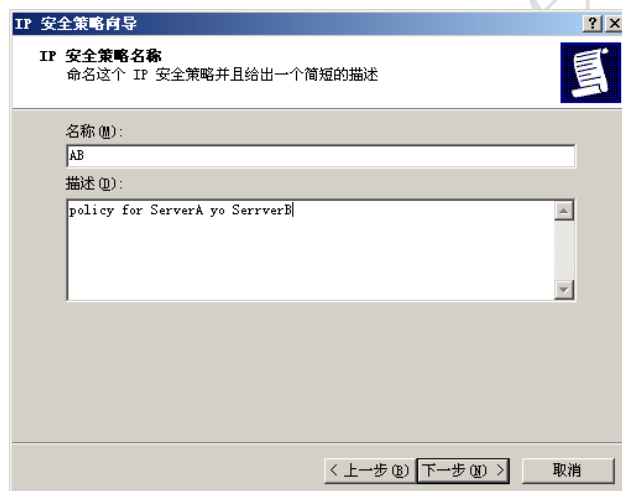 IP 安全策略向导
IP 安全策略名称
命名这个 IP 安全策略并且给出一个简短的描述
名称(M):
AB
描述(D):
policy for ServerA yo SerrverB
< 上一步(B) 下一步(N) > 取消